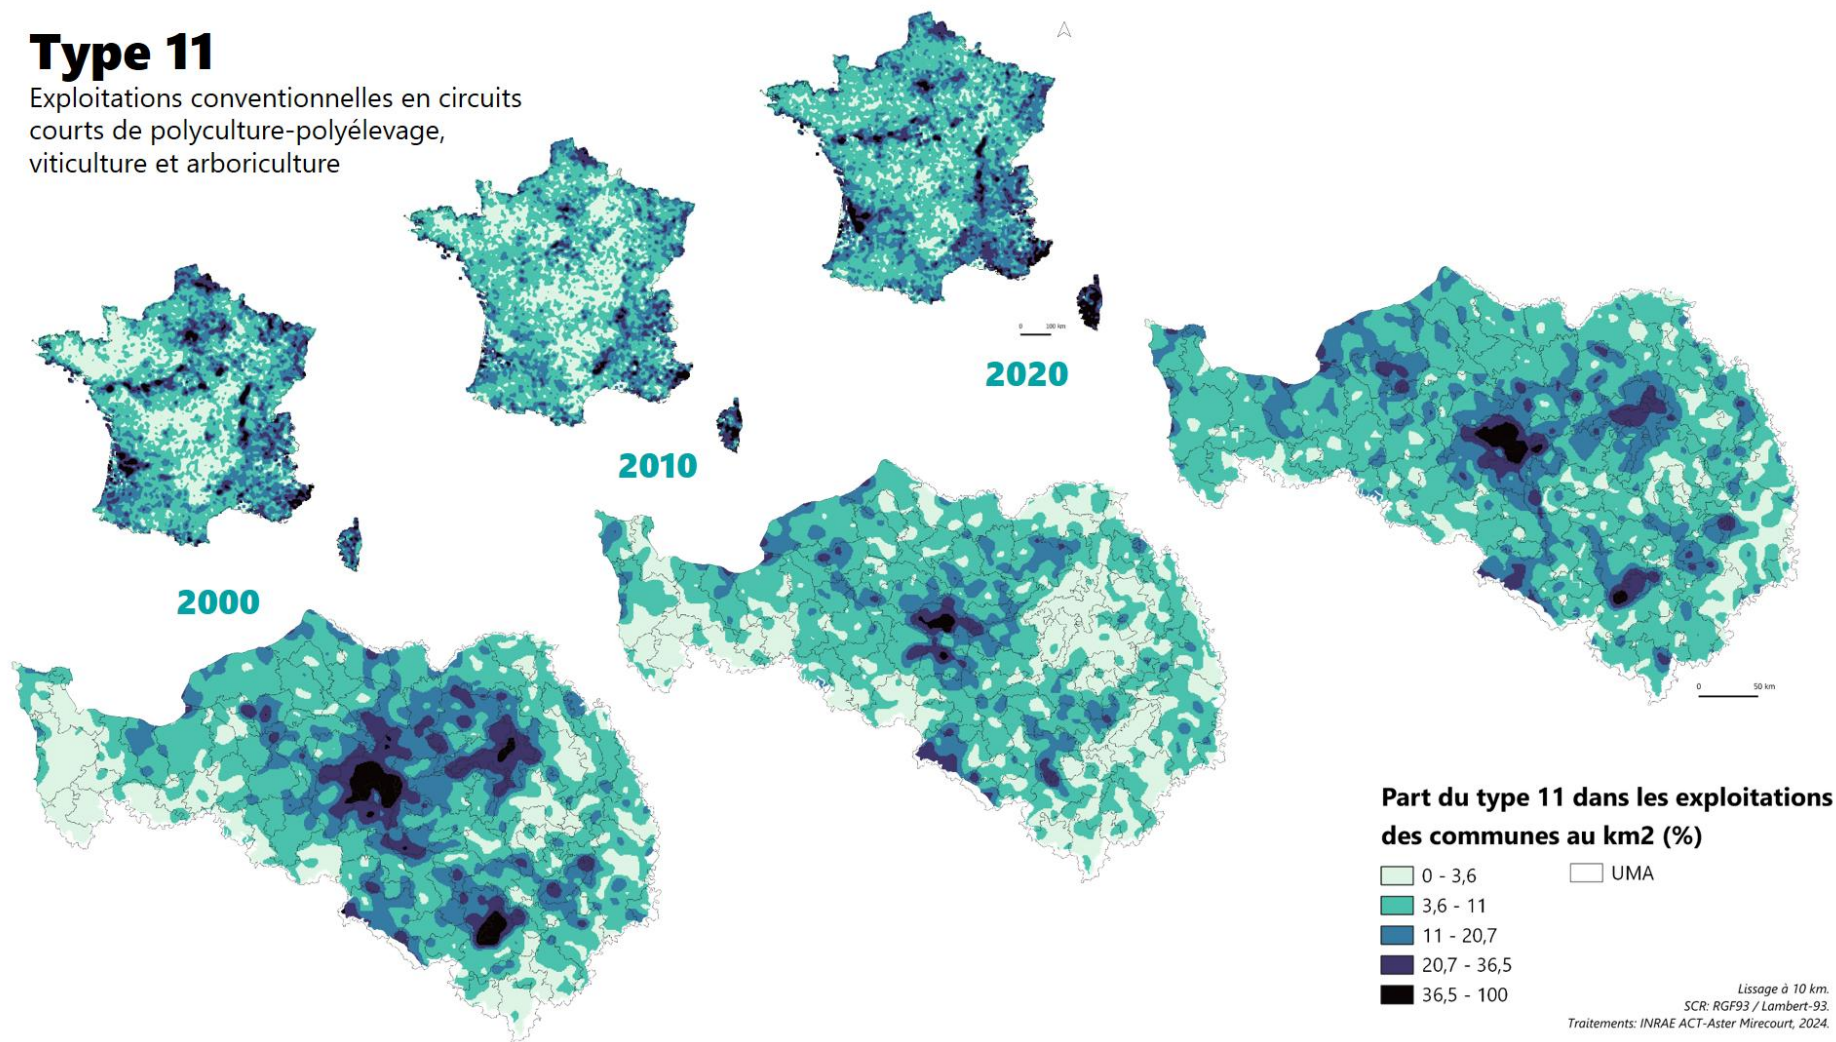 Type 11
Exploitations conventionnelles en circuits
courts de polyculture-polyélevage,
viticulture et arboriculture
0 100 km
2020
2010
2000
0 50 km
Part du type 11 dans les exploitations
des communes au km2 (%)
0 - 3,6
UMA
3,6 - 11
11 - 20,7
20,7 - 36,5
36,5 - 100
Lissage à 10 km.
SCR: RGF93 / Lambert-93.
Traitements: INRAE ACT-Aster Mirecourt, 2024.